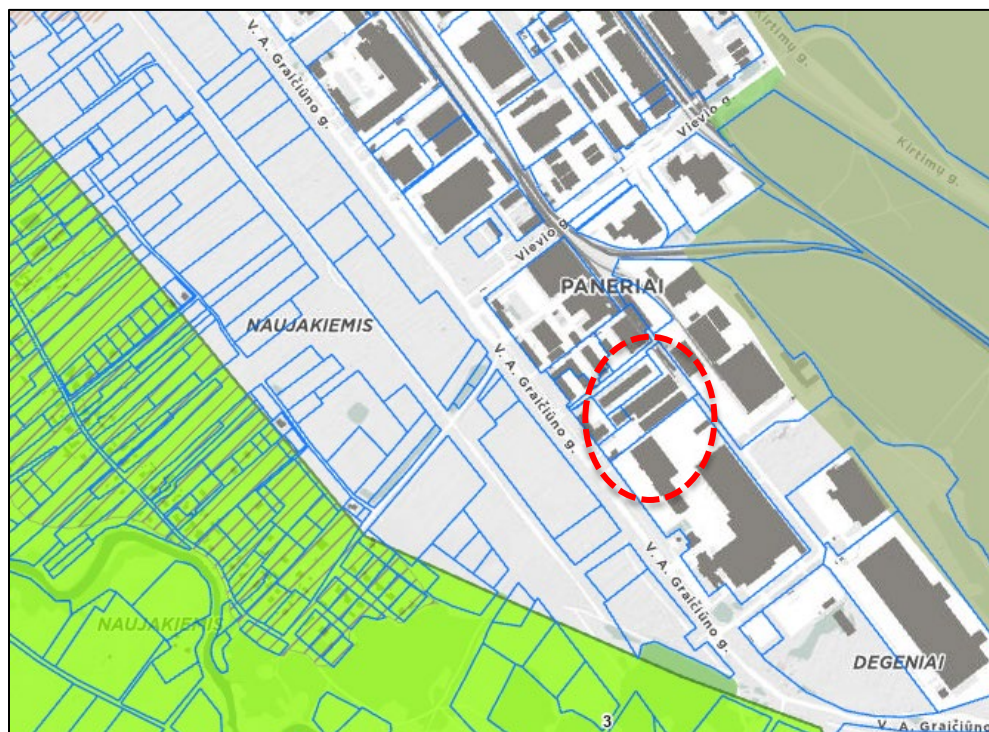 Kirtimų g.
V. A. Graičiūno g.
Vievio g.
Kirtimų g.
Vievio g.
PANERIAI
NAUJAKIEMIS
V. A. Graičiūno g.
V. A. Graičiūno g.
NAUJAKIEMIS
DEGENIAI
3
V. A. Graičiūno